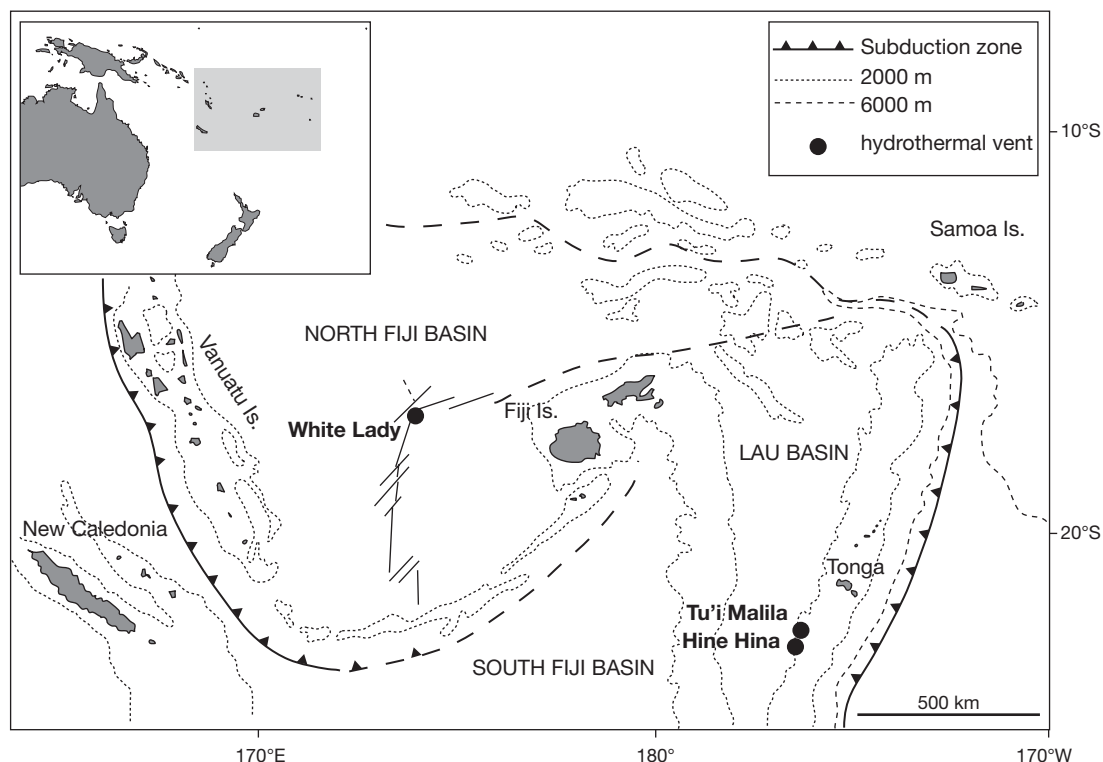 Subduction zone
2000 m
6000 m
hydrothermal vent
10°S
Samoa Is.
NORTH FIJI BASIN
Vanuatu Is.
Fiji Is.
White Lady
LAU BASIN
New Caledonia
20°S
Tonga
Tu'i Malila
Hine Hina
SOUTH FIJI BASIN
500 km
170°E
180°
170°W